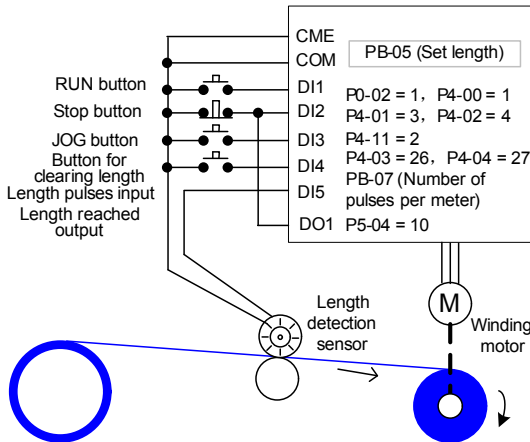 CME
PB-05 (Set length)
COM
RUN button
DI1
P0-02 = 1，P4-00 = 1
Stop button
DI2
P4-01 = 3，P4-02 = 4
JOG button
DI3
P4-11 = 2
Button for
clearing length
DI4
P4-03 = 26，P4-04 = 27
Length pulses input
DI5
PB-07 (Number of
pulses per meter)
Length reached
output
DO1
P5-04 = 10
M
Length
detection
sensor
Winding
motor